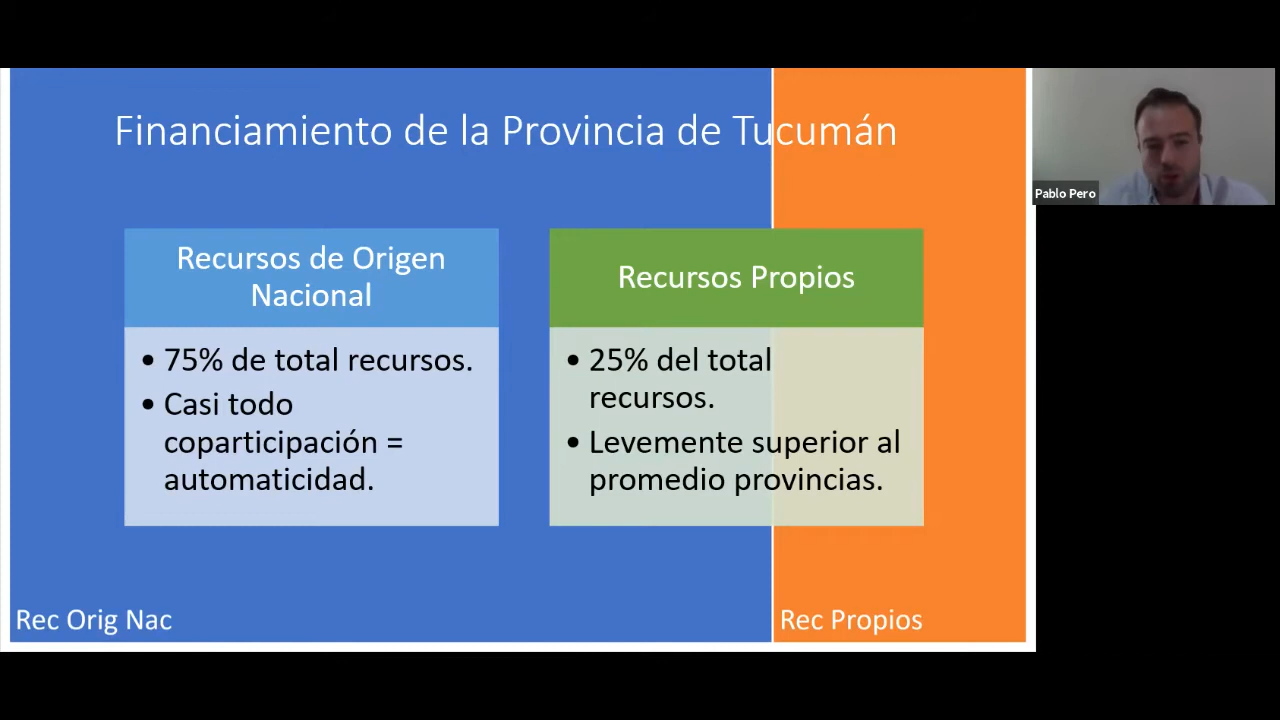 Financiamiento de la Provincia de Tucumán
Recursos de Origen
Nacional
• 75% de total recursos.
• Casi todo
coparticipación =
automaticidad.
Recursos Propios
• 25% del total
recursos.
• Levemente superior al
promedio provincias.
Rec Orig Nac
Rec Propios
Pablo Pero